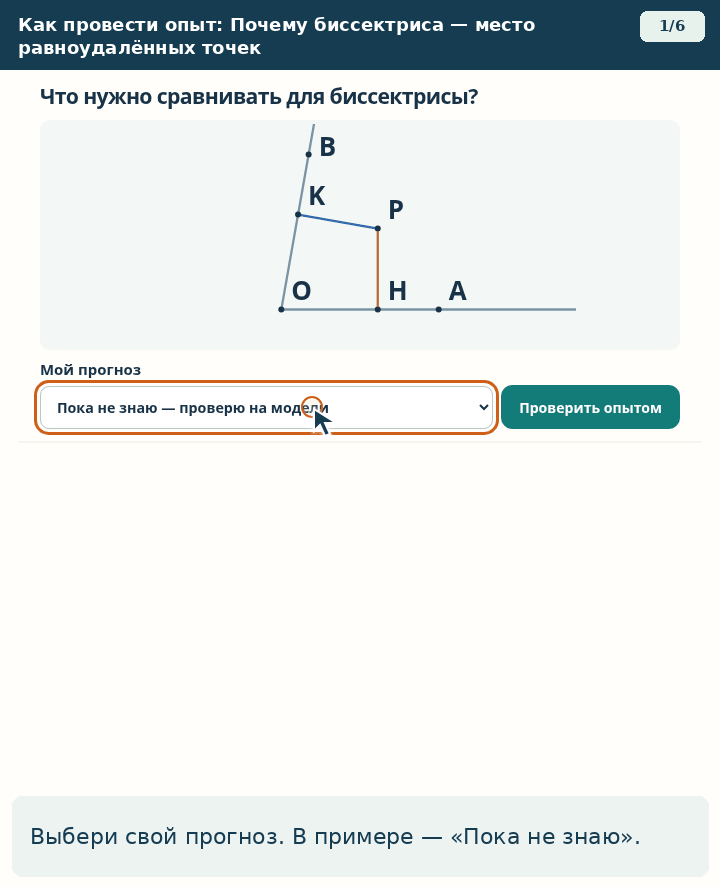 Как провести опыт: Почему биссектриса — место
равноудалённых точек
1/6
Что нужно сравнивать для биссектрисы?
B
K
P
O
H
A
Мой прогноз
Пока не знаю — проверю на модели
Проверить опытом
Выбери свой прогноз. В примере — «Пока не знаю».